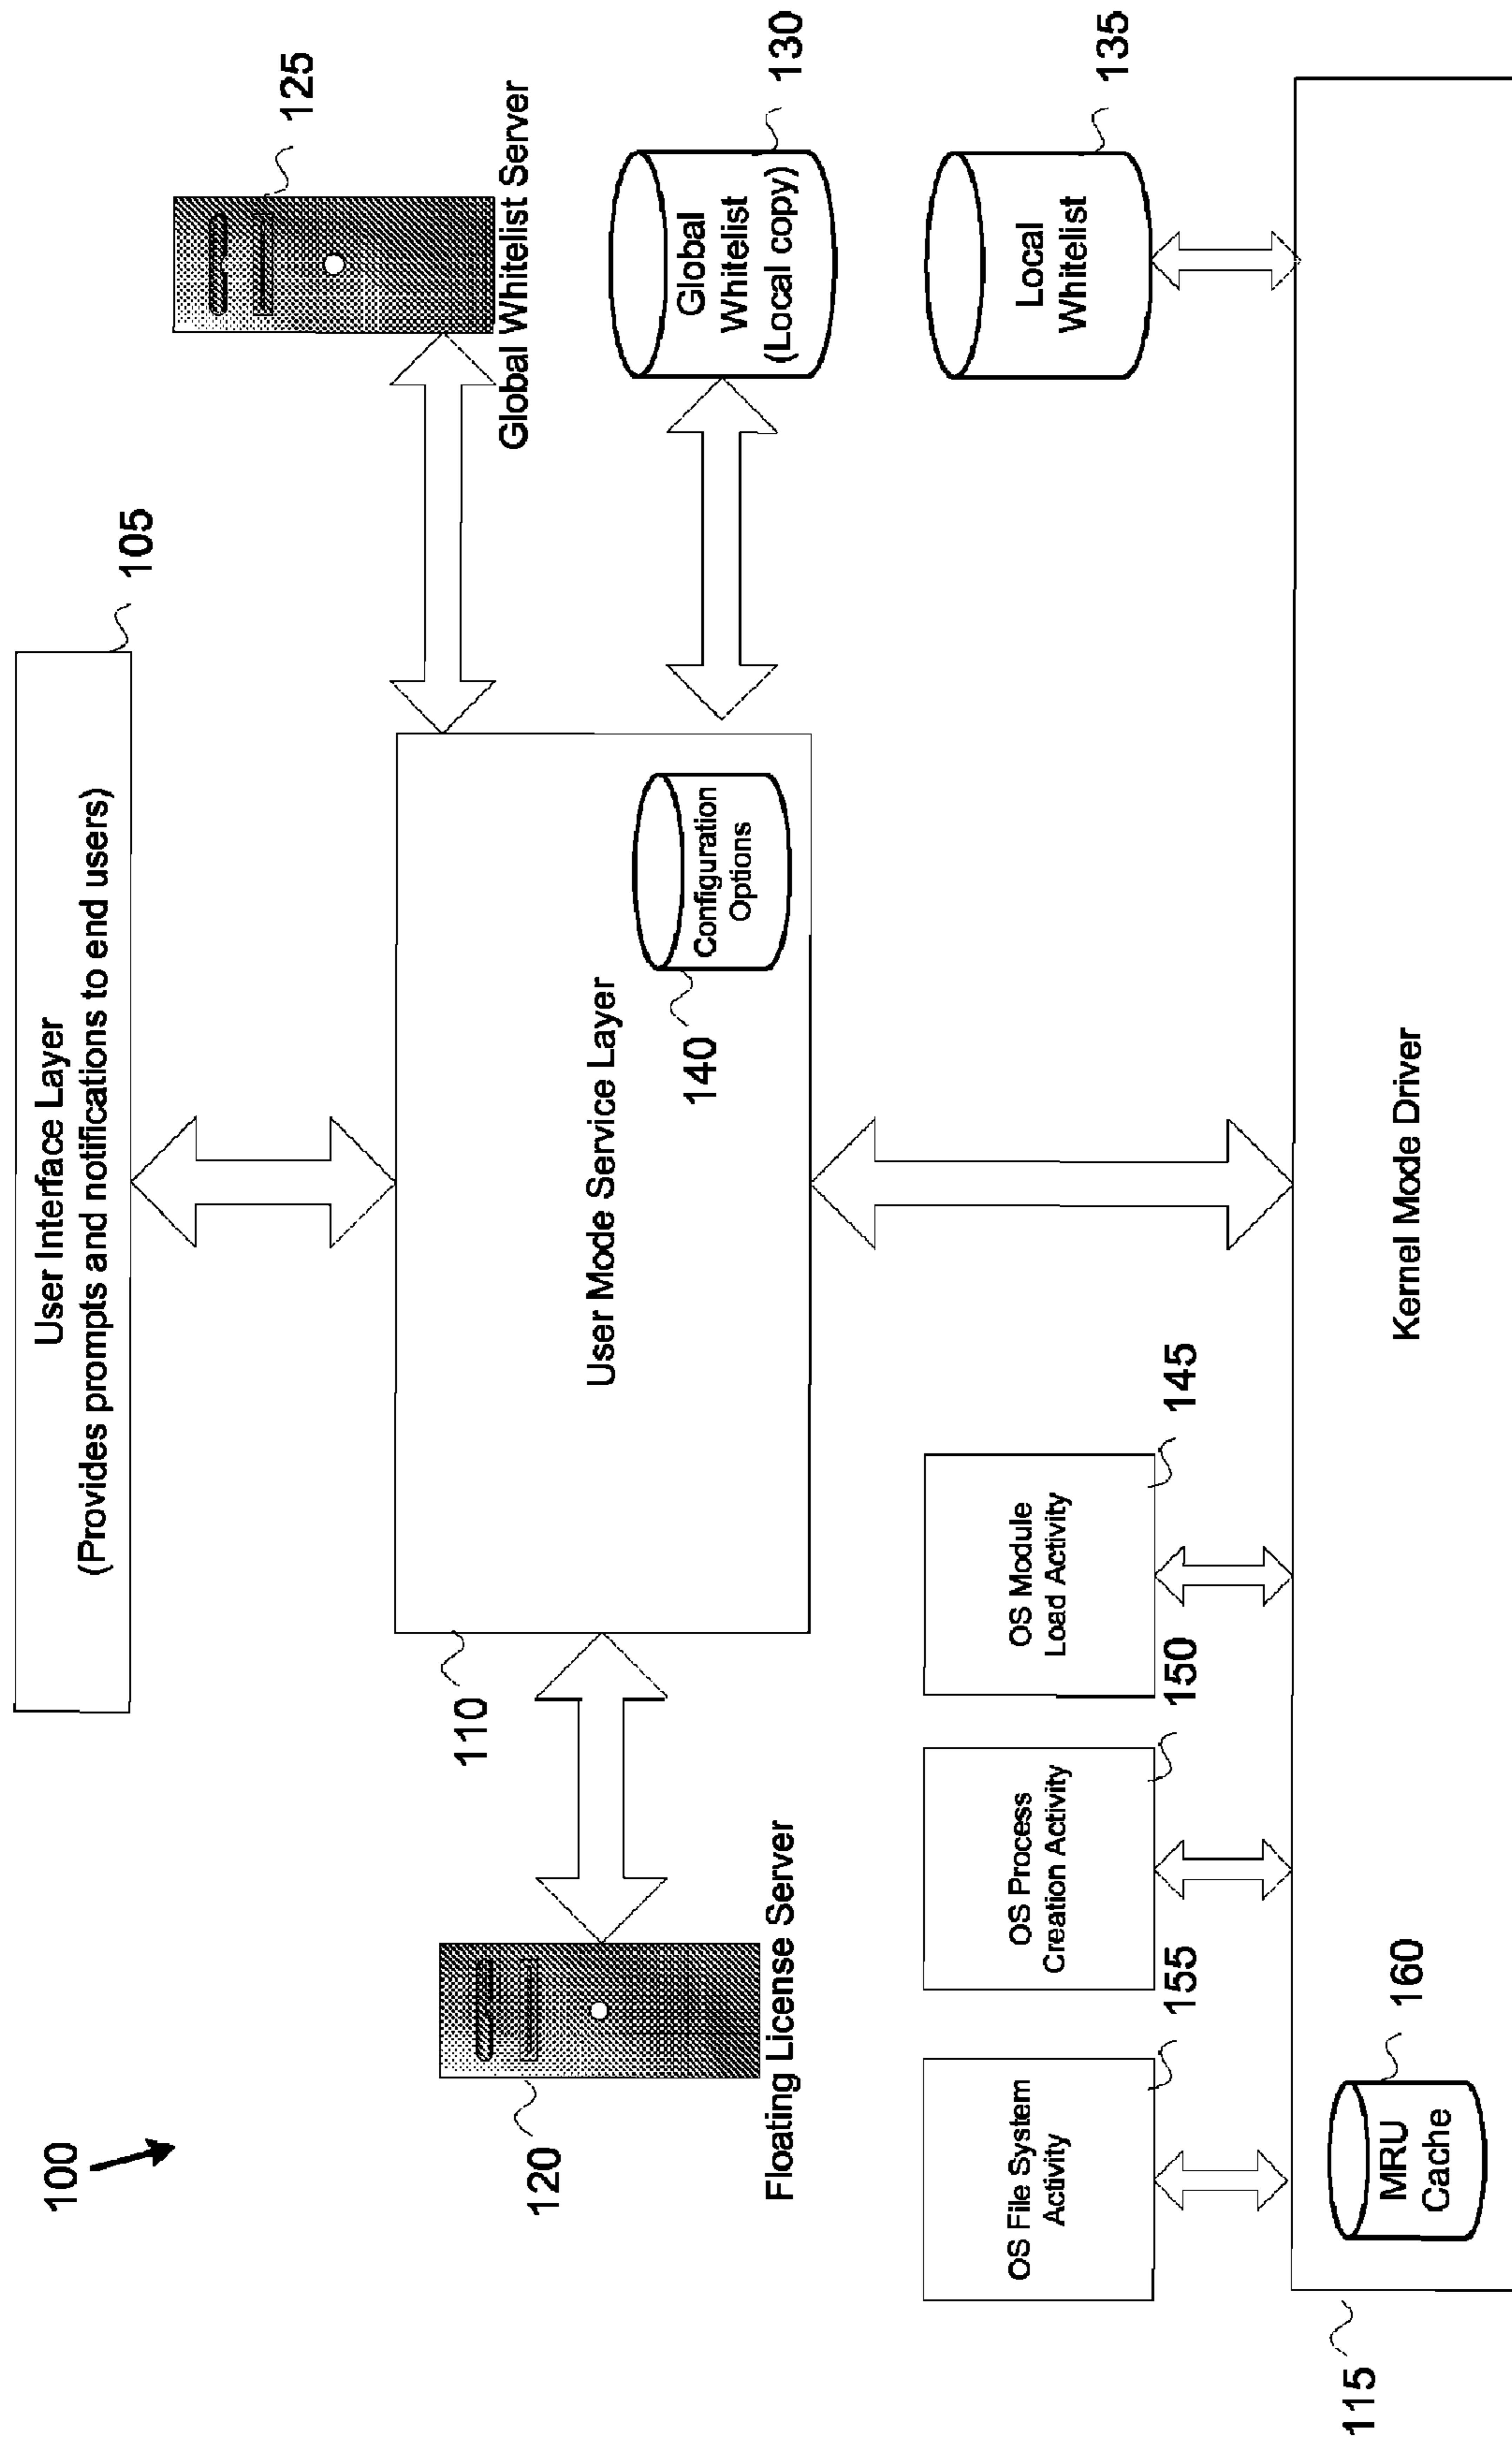 100
User Interface Layer
(Provides prompts and notifications to end users)
105
120
Floating License Server
110
User Mode Service Layer
140
Configuration
Options
125
Global Whitelist Server
Global
Whitelist
(Local copy)
130
OS File System
Activity
155
OS Process
Creation Activity
150
OS Module
Load Activity
145
Local
Whitelist
135
115
MRU
Cache
160
Kernel Mode Driver